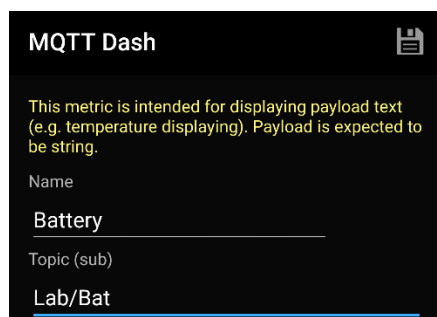 MQTT Dash
This metric is intended for displaying payload text
(e.g. temperature displaying). Payload is expected to
be string.
Name
Battery
Topic (sub)
Lab/Bat